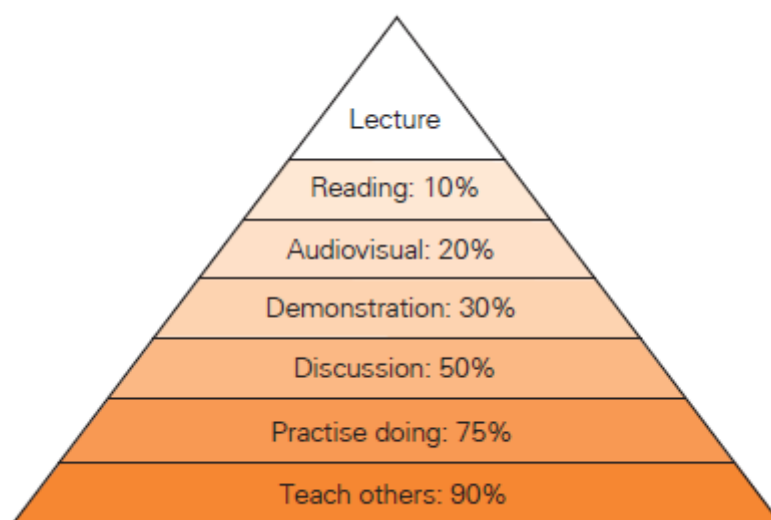 Lecture
Reading: 10%
Audiovisual: 20%
Demonstration: 30%
Discussion: 50%
Practise doing: 75%
Teach others: 90%